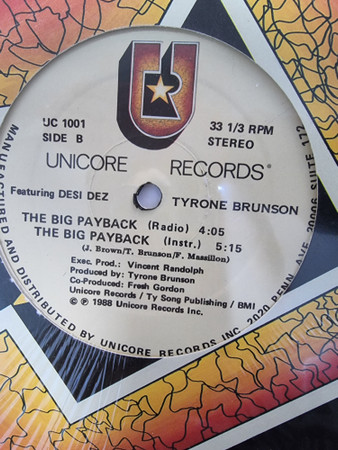 UC 1001
SIDE B
33 1/3 RPM
STEREO
UNICORE RECORDS®
Featuring DESI DEZ
TYRONE BRUNSON
THE BIG PAYBACK (Radio) 4:05
THE BIG PAYBACK (Instr.) 5:15
(J. Brown/T. Brunson/F. Massillon)
Exec. Prod.: Vincent Randolph
Produced by: Tyrone Brunson
Co-Produced: Fresh Gordon
Unicore Records / Ty Song Publishing / BMI
© ℗ 1988 Unicore Records Inc.
MANUFACTURED AND DISTRIBUTED BY UNICORE RECORDS INC. 2020 PENN. AVE 20006 SUITE 172